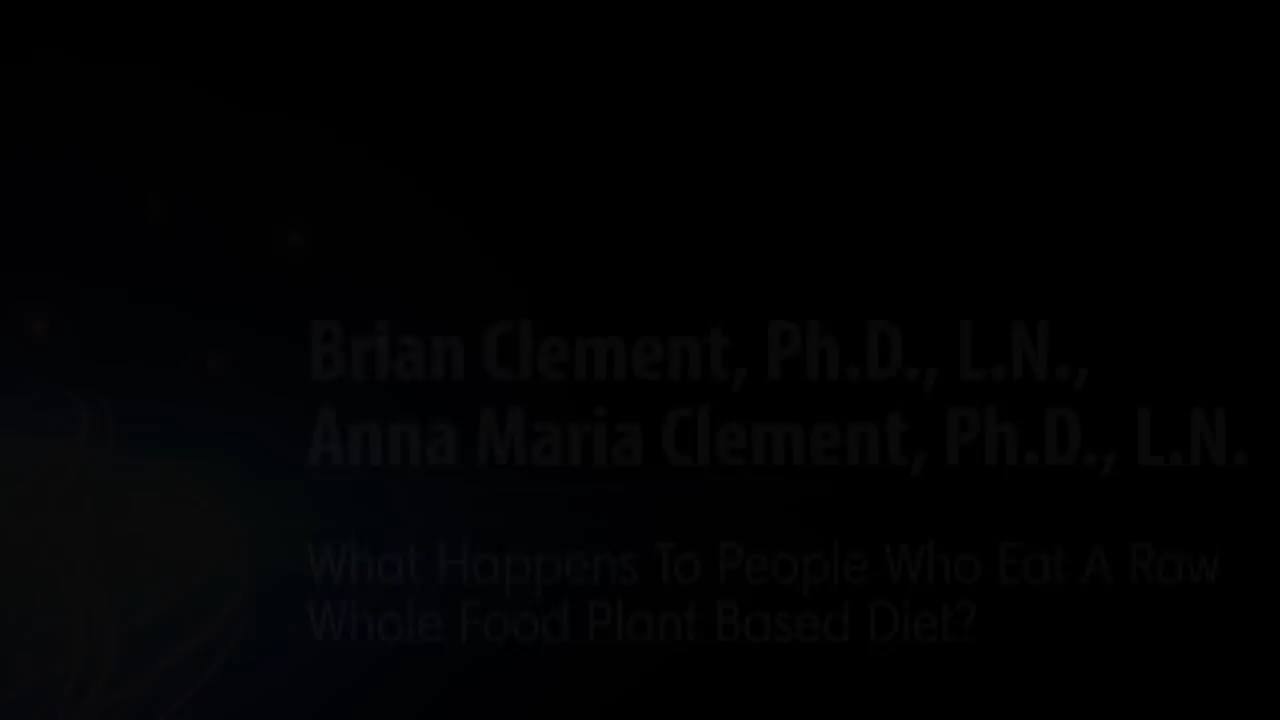 Brian Clement, Ph.D., L.N.,
Anna Maria Clement, Ph.D., L.N.
What Happens To People Who Eat A Raw
Whole Food Plant Based Diet?